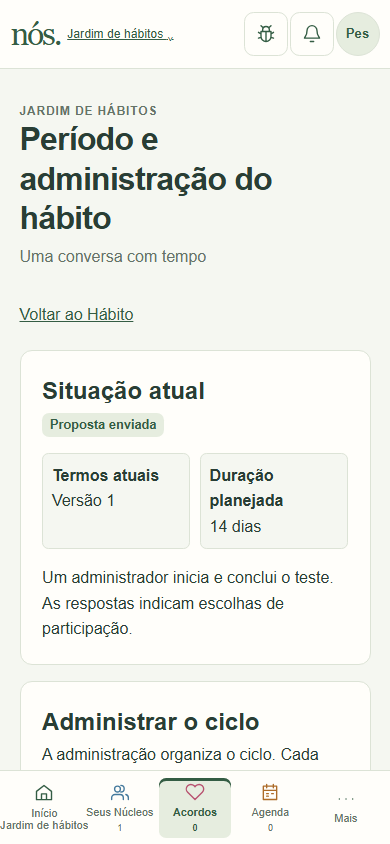 nós. Jardim de hábitos
Pes
JARDIM DE HÁBITOS
Período e
administração do
hábito
Uma conversa com tempo
Voltar ao Hábito
Situação atual
Proposta enviada
Termos atuais
Versão 1
Duração
planejada
14 dias
Um administrador inicia e conclui o teste.
As respostas indicam escolhas de
participação.
Administrar o ciclo
A administração organiza o ciclo. Cada
Início
Jardim de hábitos
Seus Núcleos
1
Acordos
0
Agenda
0
Mais